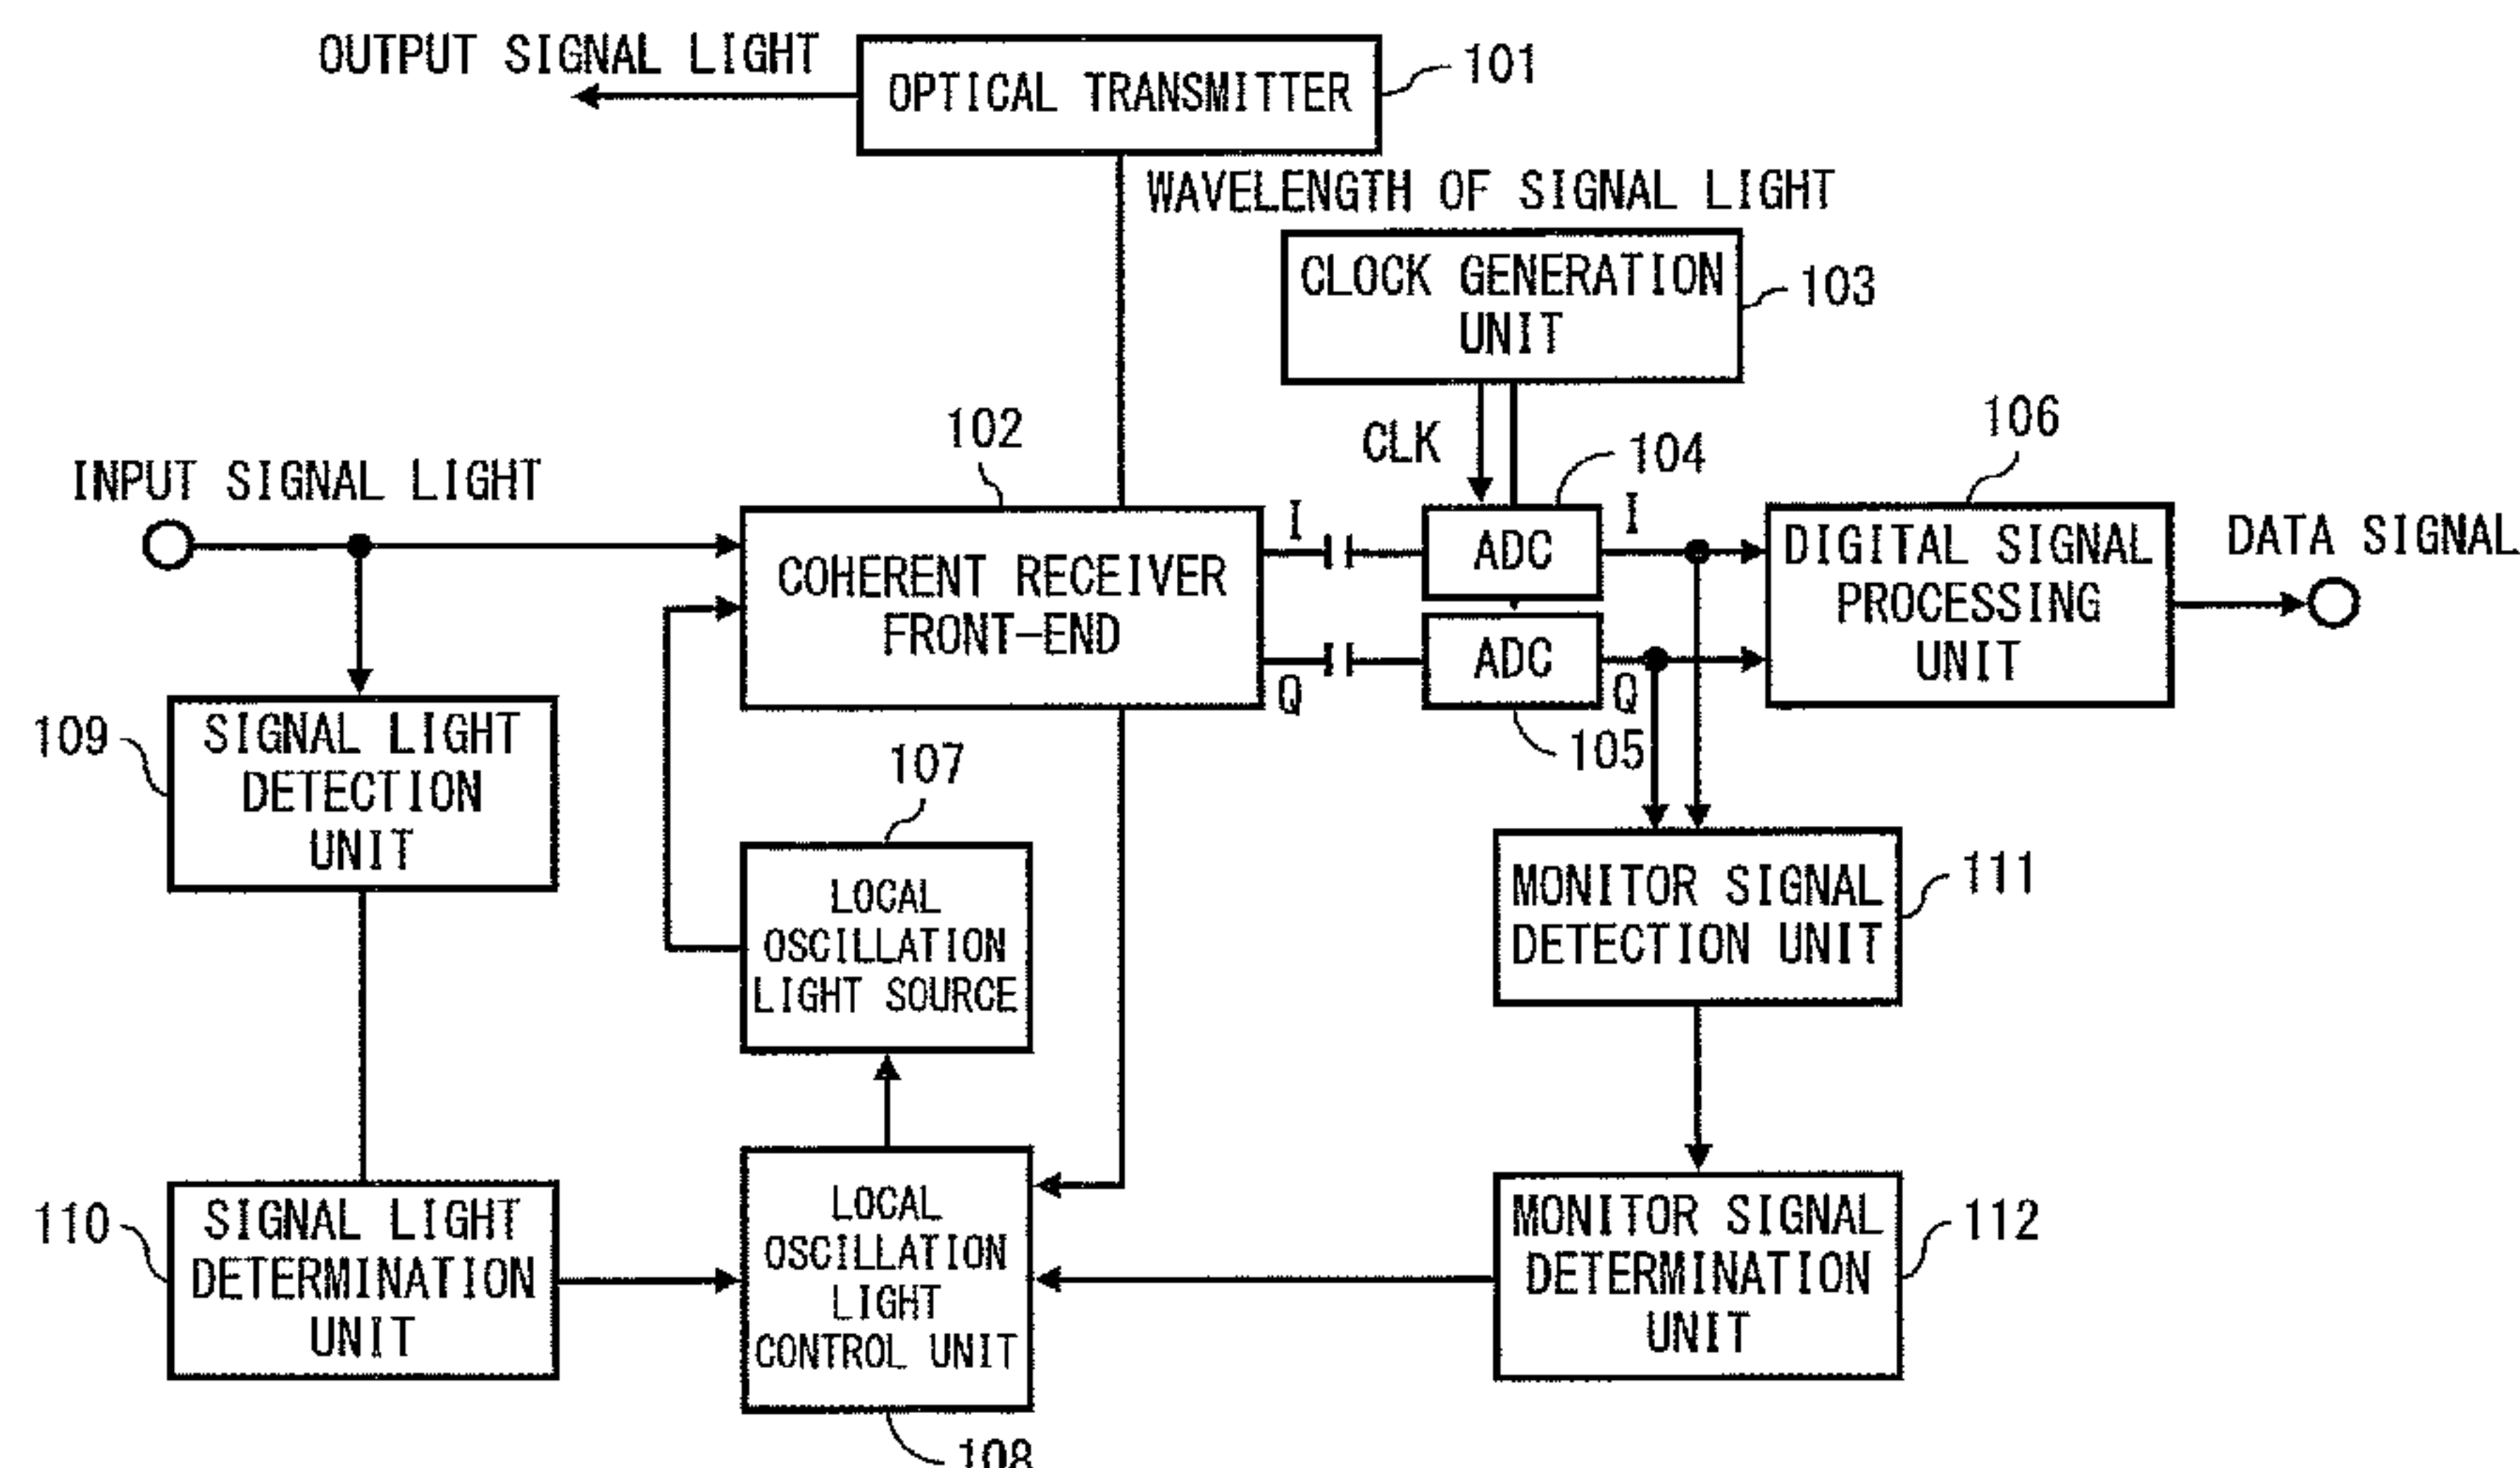 OUTPUT SIGNAL LIGHT
OPTICAL TRANSMITTER
101
WAVELENGTH OF SIGNAL LIGHT
CLOCK GENERATION
UNIT
103
CLK
102
104
106
INPUT SIGNAL LIGHT
I
ADC
I
DATA SIGNAL
COHERENT RECEIVER
FRONT-END
DIGITAL SIGNAL
PROCESSING
UNIT
Q
ADC
Q
105
109
SIGNAL LIGHT
DETECTION
UNIT
107
LOCAL
OSCILLATION
LIGHT SOURCE
MONITOR SIGNAL
DETECTION UNIT
111
110
SIGNAL LIGHT
DETERMINATION
UNIT
LOCAL
OSCILLATION
LIGHT
CONTROL UNIT
108
MONITOR SIGNAL
DETERMINATION
UNIT
112